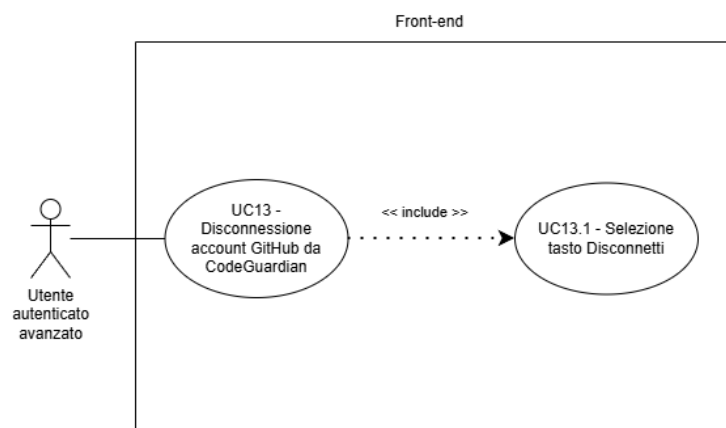 Front-end
UC13 -
Disconnessione
account GitHub da
CodeGuardian
<< include >>
UC13.1 - Selezione
tasto Disconnetti
Utente
autenticato
avanzato